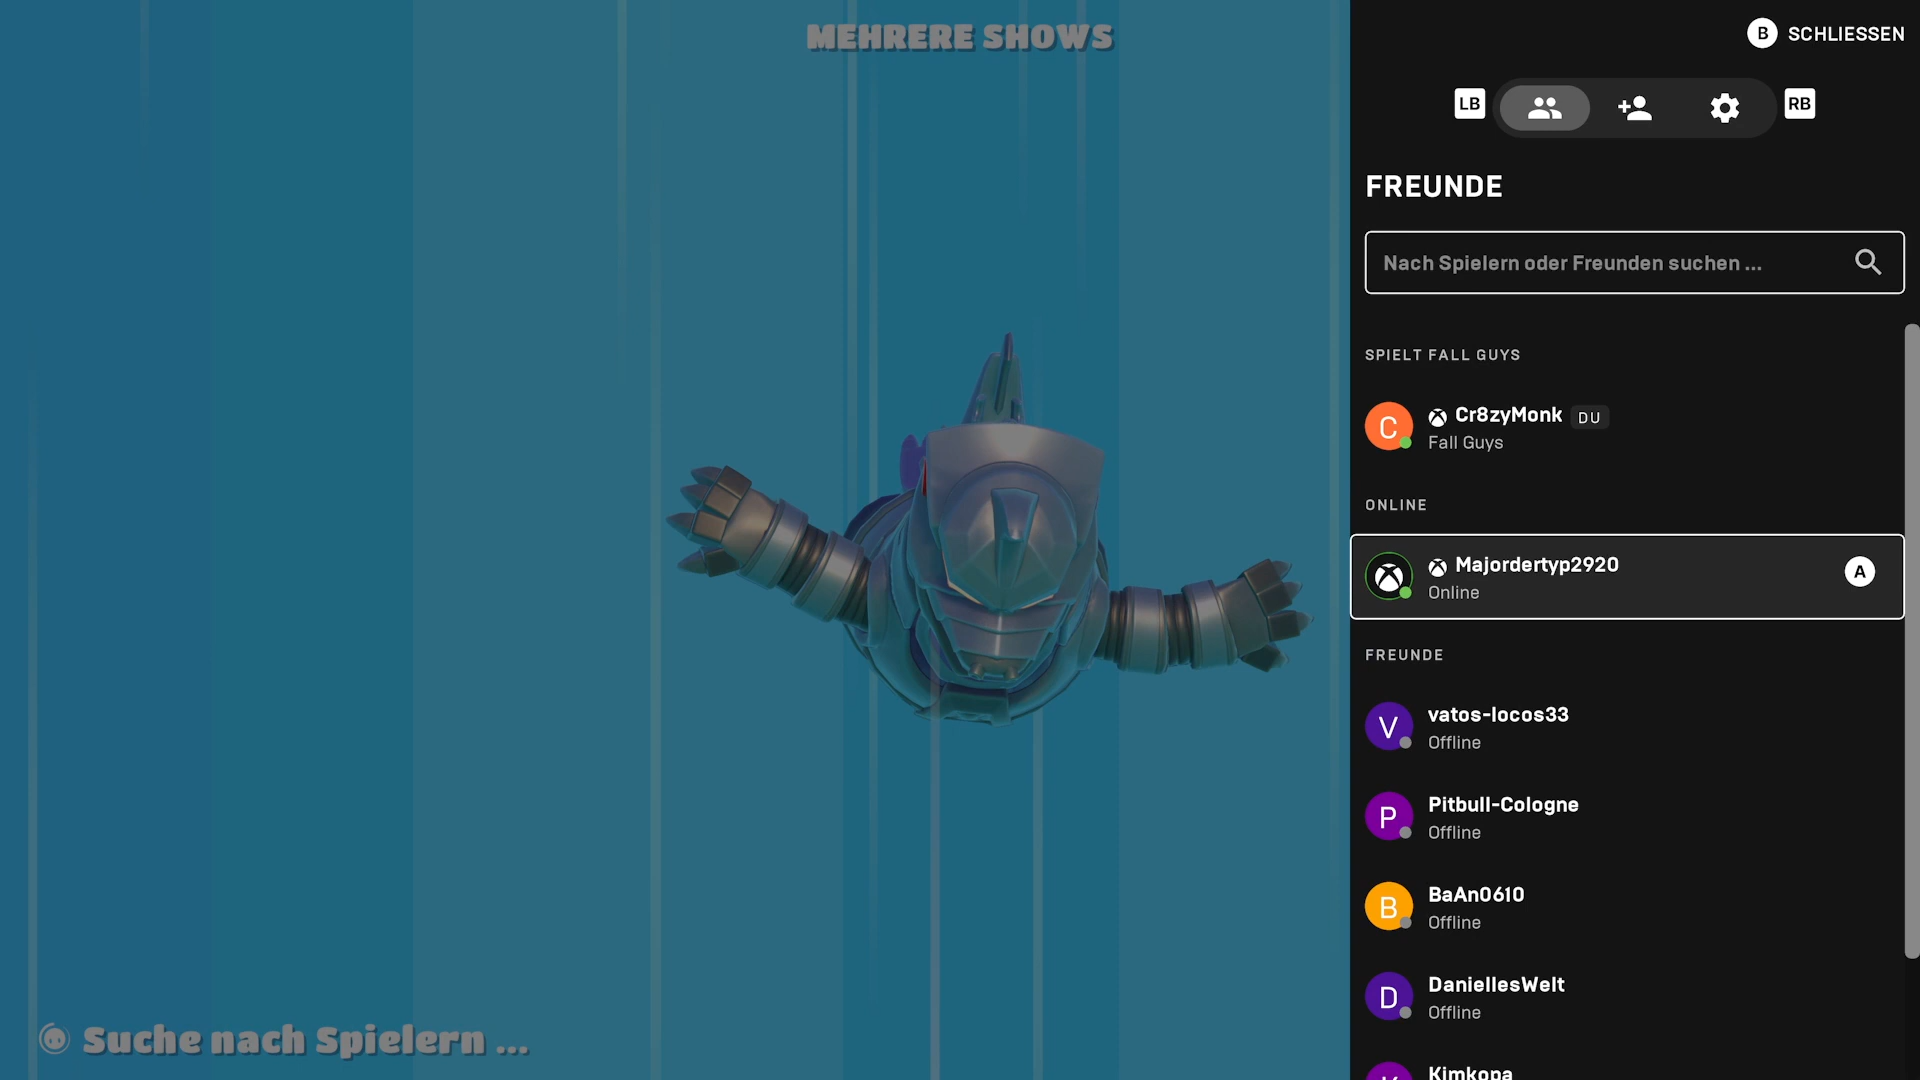 MEHRERE SHOWS
B SCHLIESSEN
LB
RB
FREUNDE
Nach Spielern oder Freunden suchen ...
SPIELT FALL GUYS
C
Cr8zyMonk DU
Fall Guys
ONLINE
Majordertyp2920
Online
A
FREUNDE
V
vatos-locos33
Offline
P
Pitbull-Cologne
Offline
B
BaAn0610
Offline
D
DaniellesWelt
Offline
Kimkopa
Suche nach Spielern ...